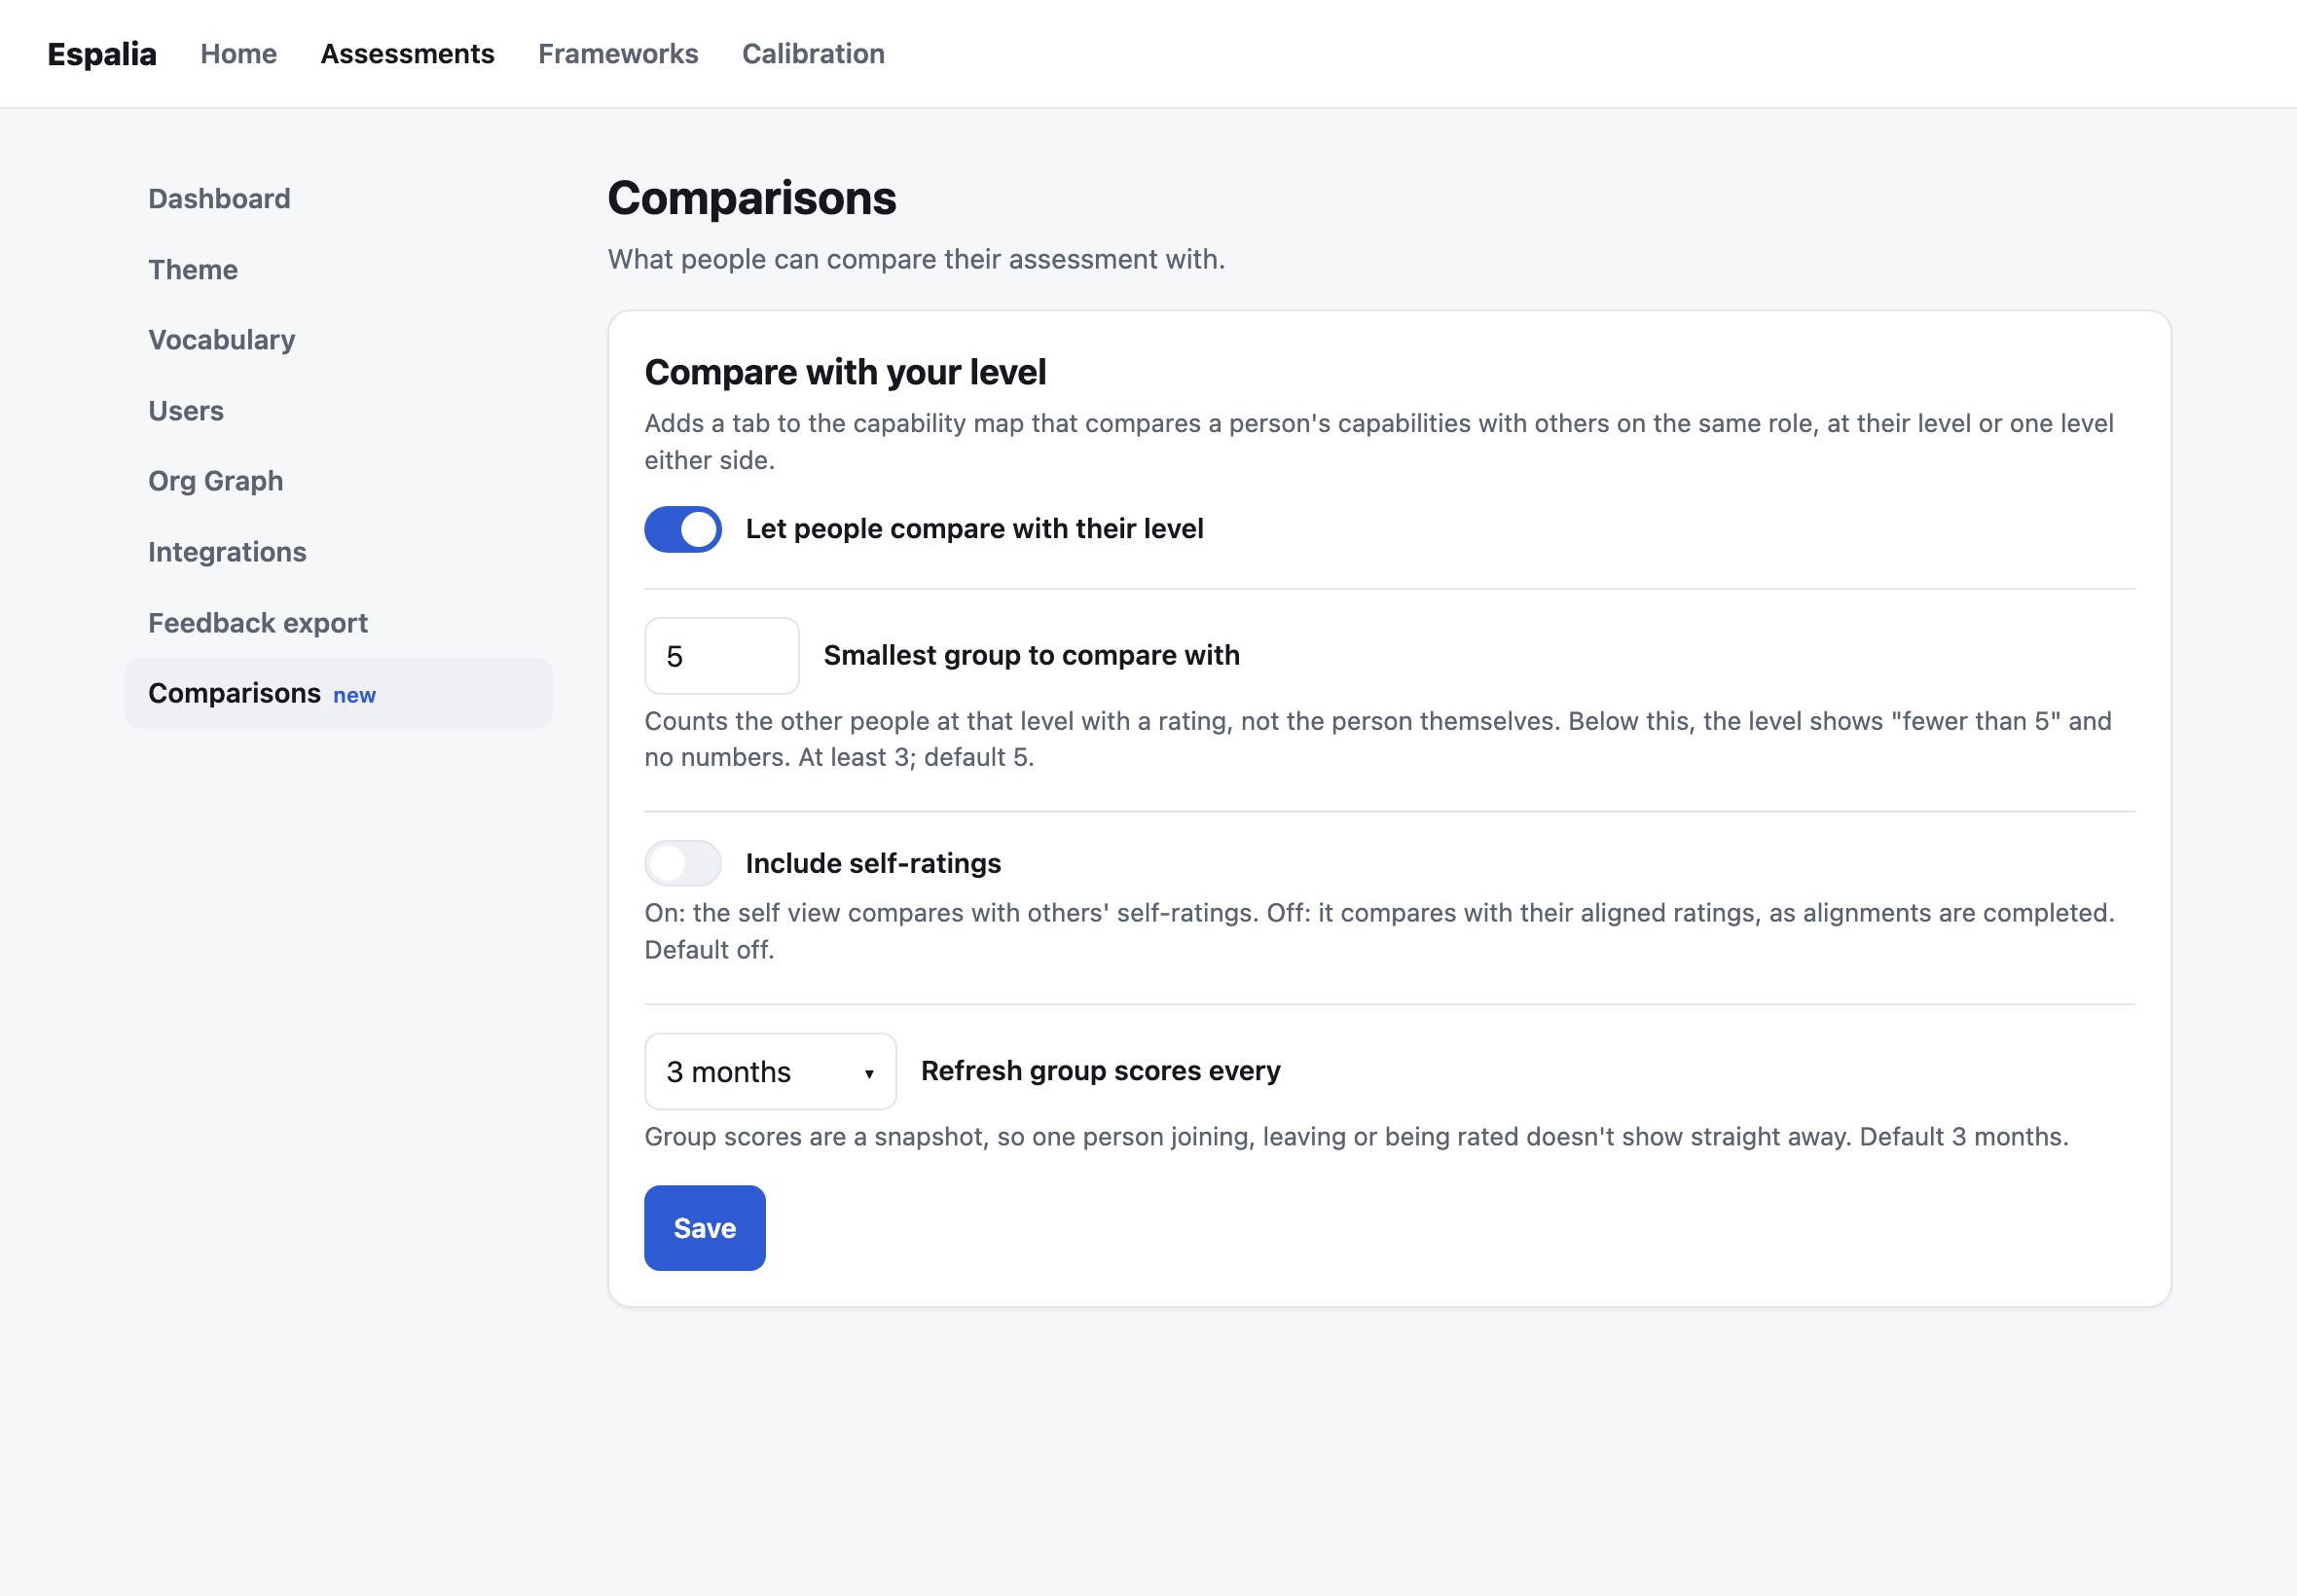 Espalia Home Assessments Frameworks Calibration
Dashboard
Theme
Vocabulary
Users
Org Graph
Integrations
Feedback export
Comparisons new
Comparisons
What people can compare their assessment with.
Compare with your level
Adds a tab to the capability map that compares a person's capabilities with others on the same role, at their level or one level
either side.
Let people compare with their level
5 Smallest group to compare with
Counts the other people at that level with a rating, not the person themselves. Below this, the level shows "fewer than 5" and
no numbers. At least 3; default 5.
Include self-ratings
On: the self view compares with others' self-ratings. Off: it compares with their aligned ratings, as alignments are completed.
Default off.
3 months Refresh group scores every
Group scores are a snapshot, so one person joining, leaving or being rated doesn't show straight away. Default 3 months.
Save